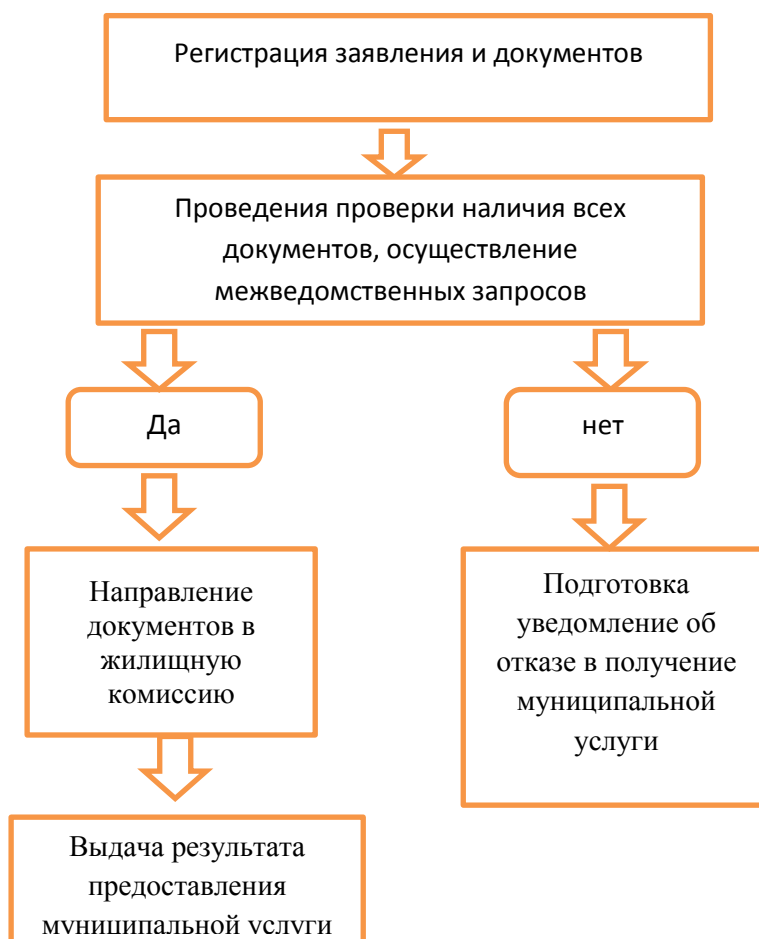 Регистрация заявления и документов
Проведения проверки наличия всех
документов, осуществление
межведомственных запросов
Да
нет
Направление
документов в
жилищную
комиссию
Подготовка
уведомление об
отказе в получение
муниципальной
услуги
Выдача результата
предоставления
муниципальной услуги